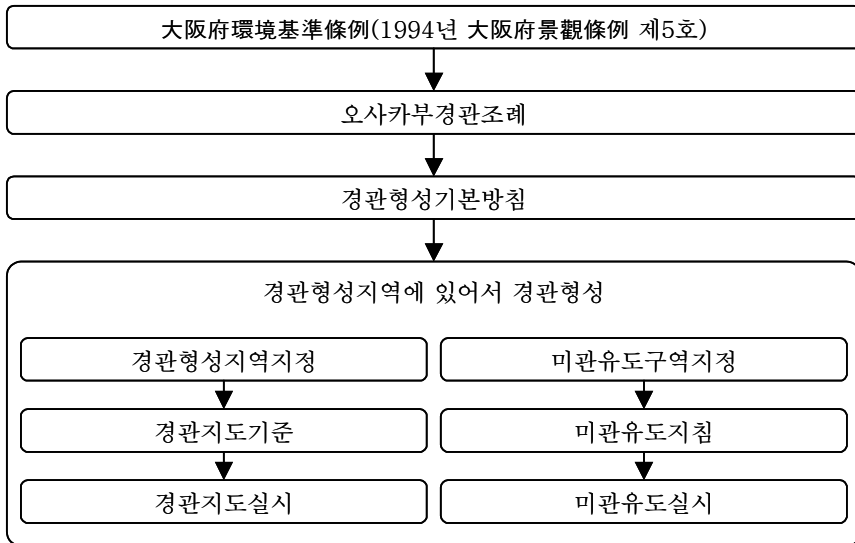 大阪府環境基準條例(1994년 大阪府景觀條例 제5호)
오사카부경관조례
경관형성기본방침
경관형성지역에 있어서 경관형성
경관형성지역지정
미관유도구역지정
경관지도기준
미관유도지침
경관지도실시
미관유도실시